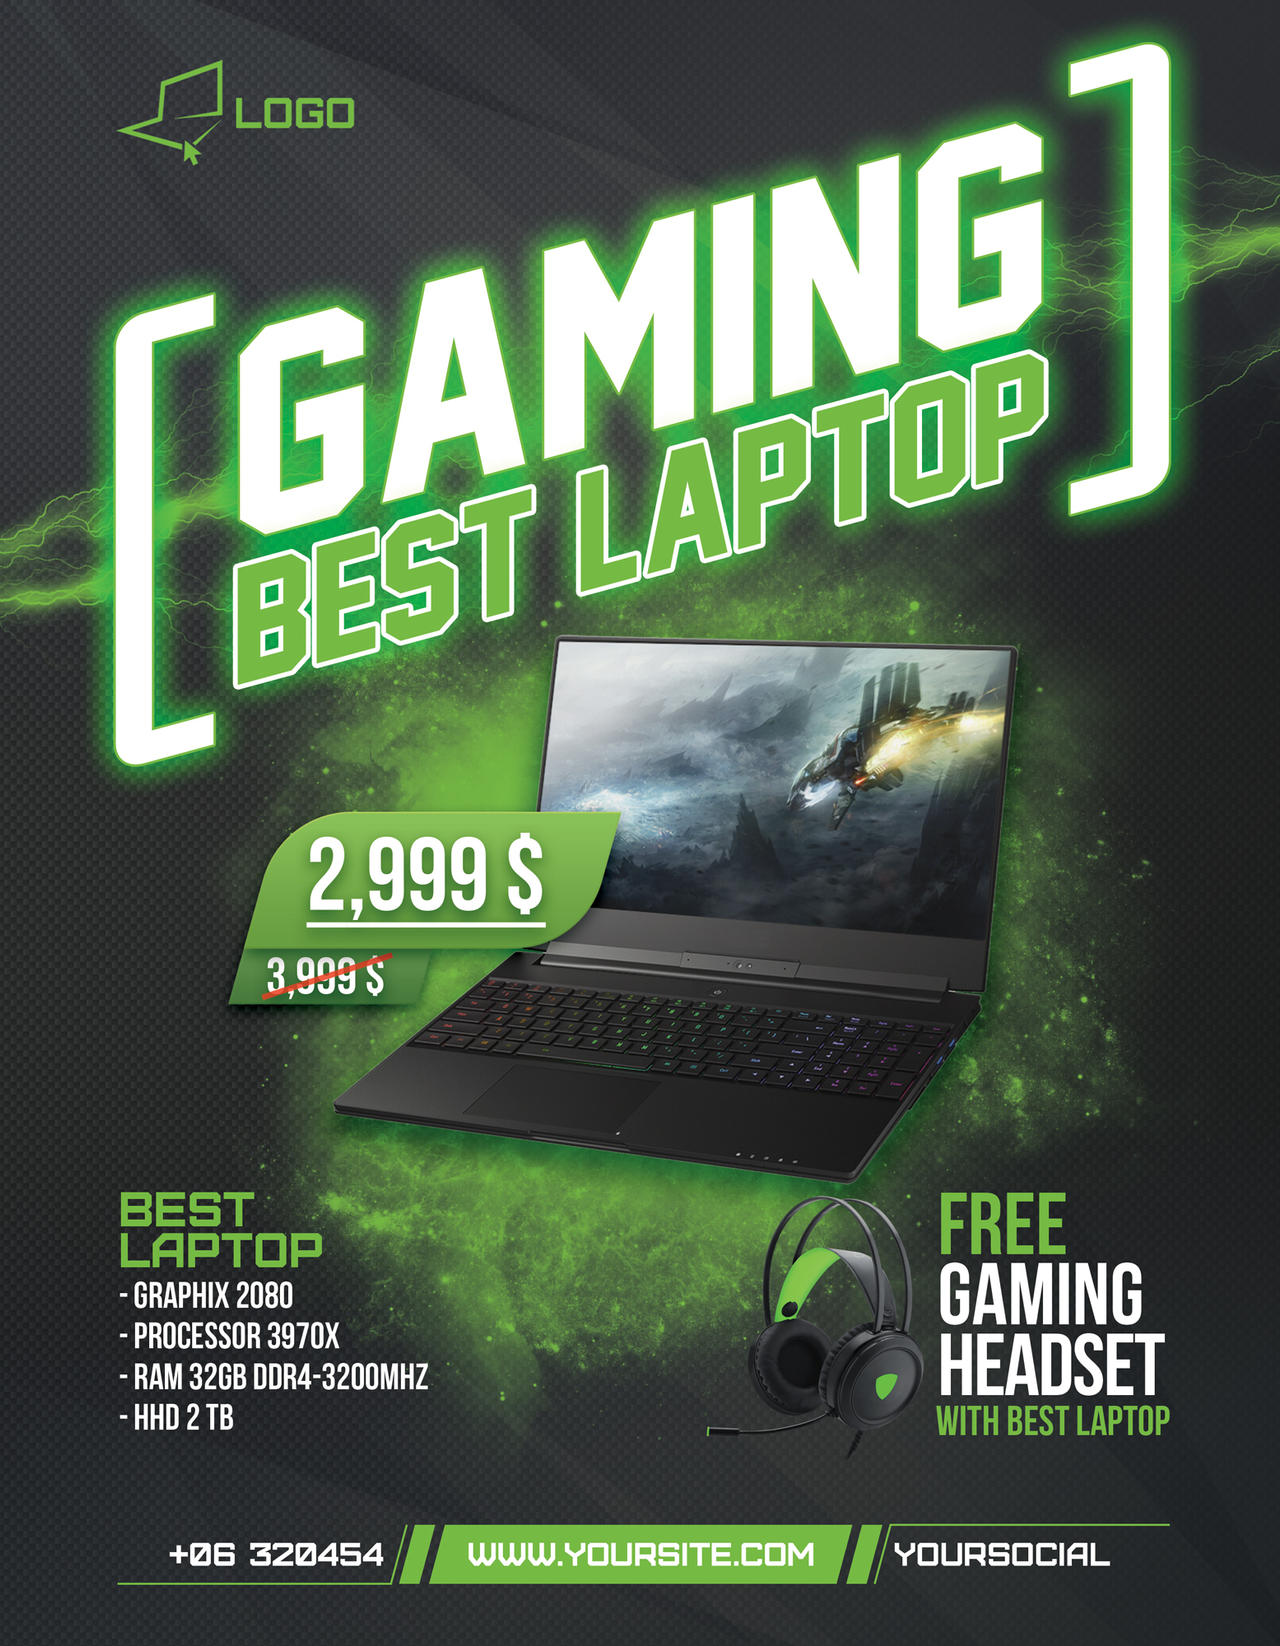 LOGO
GAMING
BEST LAPTOP
2,999 $
3,999 $
BEST
LAPTOP
- GRAPHIX 2080
- PROCESSOR 3970X
- RAM 32GB DDR4-3200MHZ
- HHD 2 TB
FREE
GAMING
HEADSET
WITH BEST LAPTOP
+06 320454
WWW.YOURSITE.COM
YOURSOCIAL